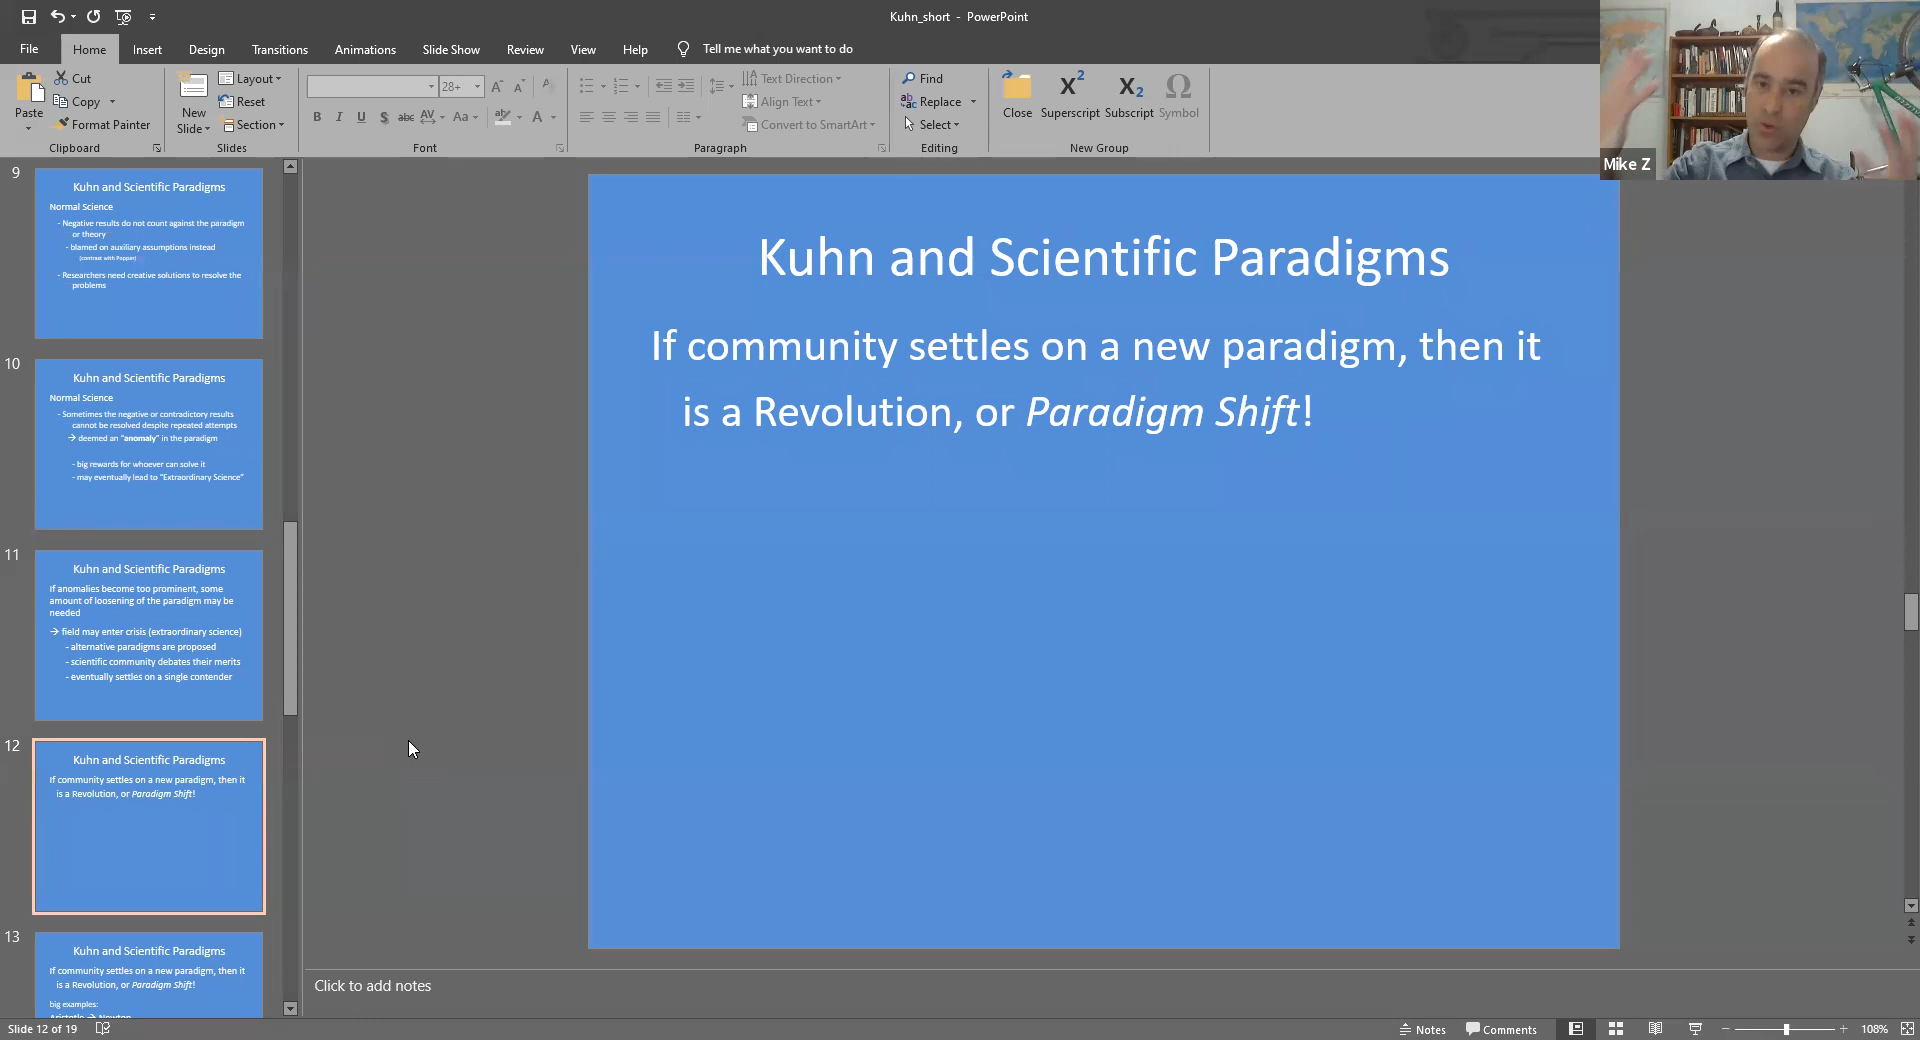 Kuhn_short - PowerPoint
File Home Insert Design Transitions Animations Slide Show Review View Help Tell me what you want to do
Paste
Cut
Copy
Format Painter
Clipboard
New
Slide
Layout
Reset
Section
Slides
28+
B I U S abc AV Aa A
Font
Text Direction
Align Text
Convert to SmartArt
Paragraph
Find
Replace
Select
Editing
Close
X² Superscript
X₂ Subscript
Ω Symbol
New Group
Mike Z
9
Kuhn and Scientific Paradigms
Normal Science
- Negative results do not count against the paradigm
or theory
- blamed on auxiliary assumptions instead
(contrast with Popper)
- Researchers need creative solutions to resolve the
problems
10
Kuhn and Scientific Paradigms
Normal Science
- Sometimes the negative or contradictory results
cannot be resolved despite repeated attempts
→ deemed an "anomaly" in the paradigm
- big rewards for whoever can solve it
- may eventually lead to "Extraordinary Science"
11
Kuhn and Scientific Paradigms
If anomalies become too prominent, some
amount of loosening of the paradigm may be
needed
→ field may enter crisis (extraordinary science)
- alternative paradigms are proposed
- scientific community debates their merits
- eventually settles on a single contender
12
Kuhn and Scientific Paradigms
If community settles on a new paradigm, then it
is a Revolution, or Paradigm Shift!
13
Kuhn and Scientific Paradigms
If community settles on a new paradigm, then it
is a Revolution, or Paradigm Shift!
big examples:
Aristotle → Newton
Kuhn and Scientific Paradigms
If community settles on a new paradigm, then it
is a Revolution, or Paradigm Shift!
Click to add notes
Slide 12 of 19
Notes Comments 108%